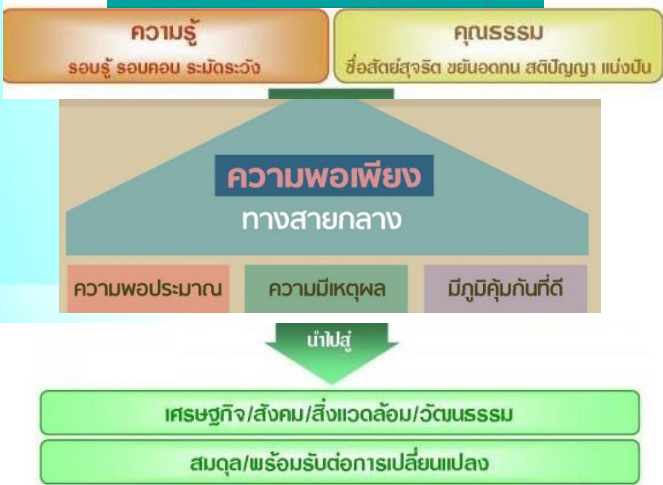 ความรู้
รอบรู้ รอบคอบ ระมัดระวัง
คุณธรรม
ซื่อสัตย์สุจริต ขยันอดทน สติปัญญา แบ่งปัน
ความพอเพียง
ทางสายกลาง
ความพอประมาณ
ความมีเหตุผล
มีภูมิคุ้มกันที่ดี
นำไปสู่
เศรษฐกิจ/สังคม/สิ่งแวดล้อม/วัฒนธรรม
สมดุล/พร้อมรับต่อการเปลี่ยนแปลง